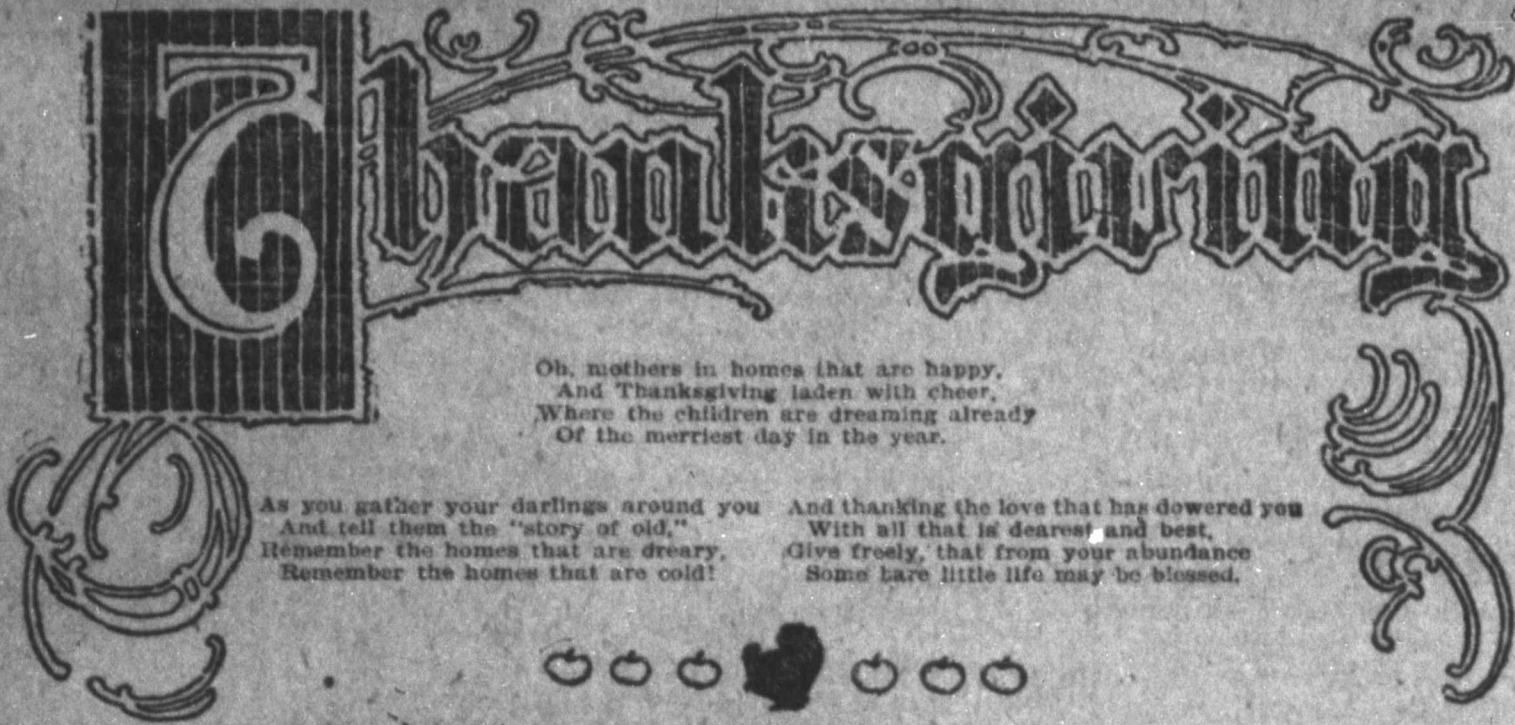 Thanksgiving
Oh, mothers in homes that are happy,
And Thanksgiving laden with cheer,
Where the children are dreaming already
Of the merriest day in the year.
As you gather your darlings around you
And tell them the "story of old,"
Remember the homes that are dreary,
Remember the homes that are cold!
And thanking the love that has dowered you
With all that is dearest and best,
Give freely, that from your abundance
Some bare little life may be blessed.